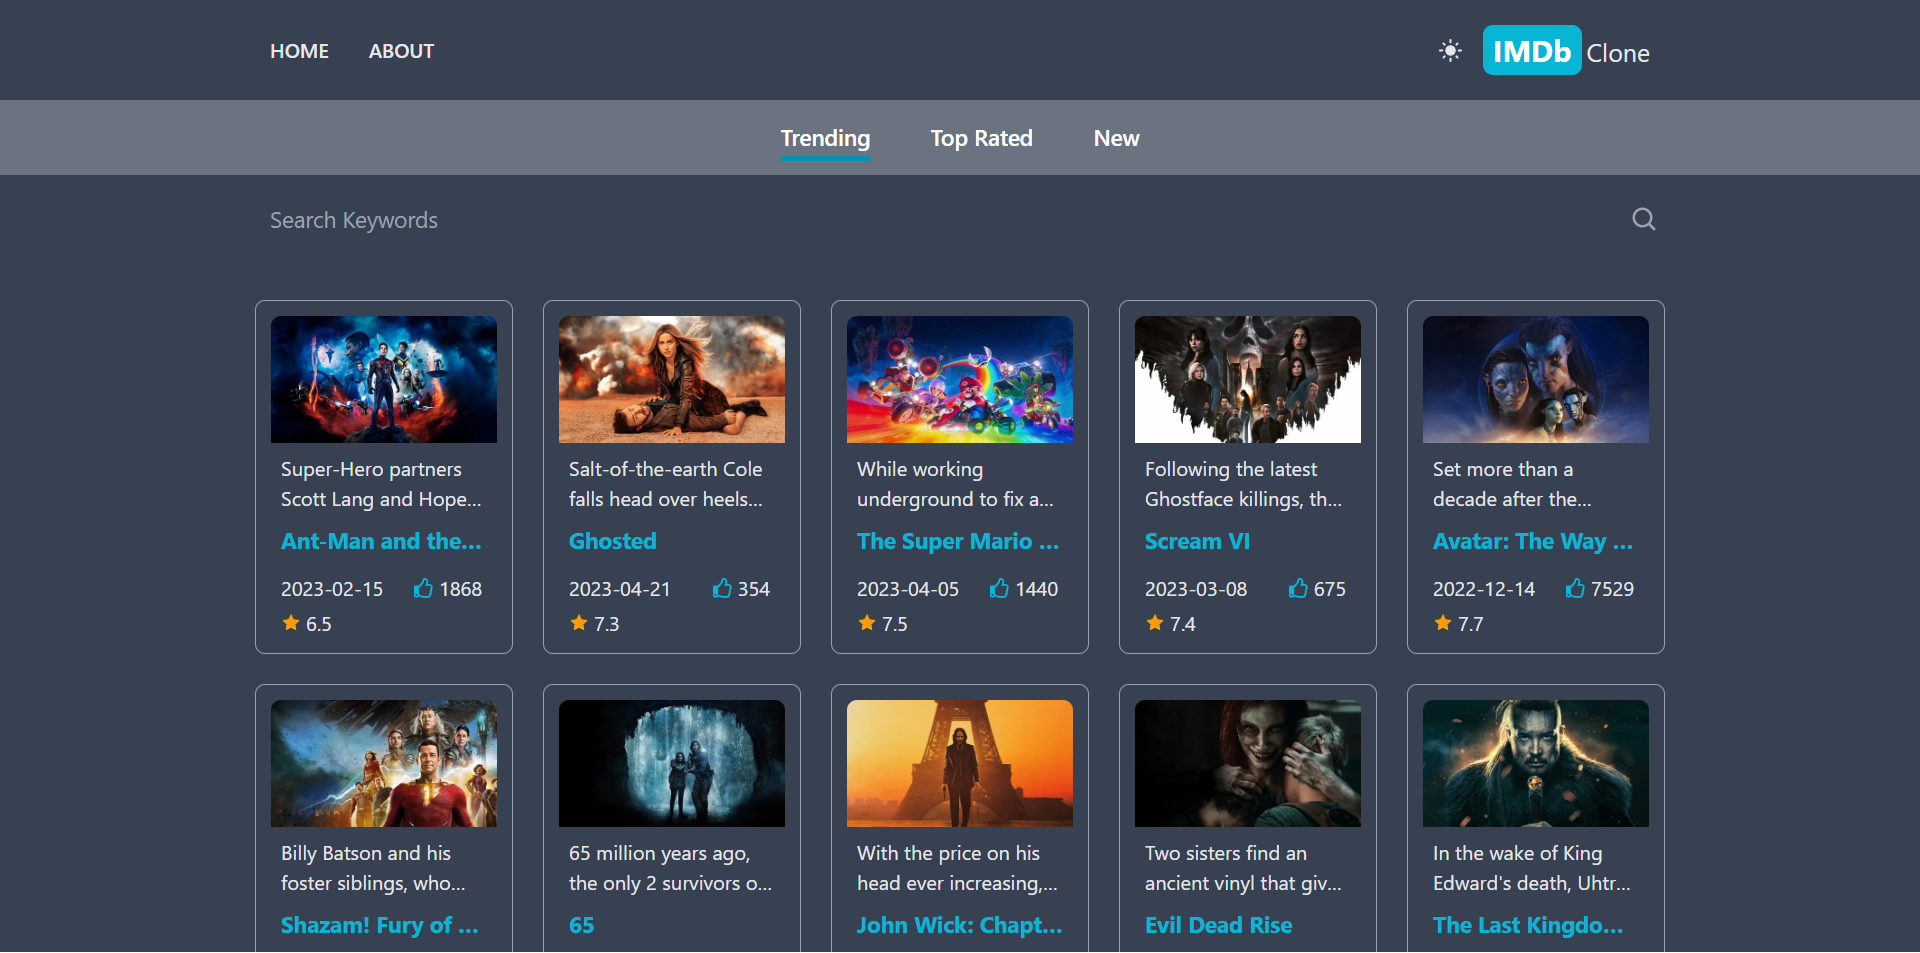 HOME ABOUT IMDb Clone
Trending Top Rated New
Search Keywords
Super-Hero partners
Scott Lang and Hope...
Ant-Man and the...
2023-02-15 1868
6.5
Salt-of-the-earth Cole
falls head over heels...
Ghosted
2023-04-21 354
7.3
While working
underground to fix a...
The Super Mario ...
2023-04-05 1440
7.5
Following the latest
Ghostface killings, th...
Scream VI
2023-03-08 675
7.4
Set more than a
decade after the...
Avatar: The Way ...
2022-12-14 7529
7.7
Billy Batson and his
foster siblings, who...
Shazam! Fury of ...
65 million years ago,
the only 2 survivors o...
65
With the price on his
head ever increasing,...
John Wick: Chapt...
Two sisters find an
ancient vinyl that giv...
Evil Dead Rise
In the wake of King
Edward's death, Uhtr...
The Last Kingdo...